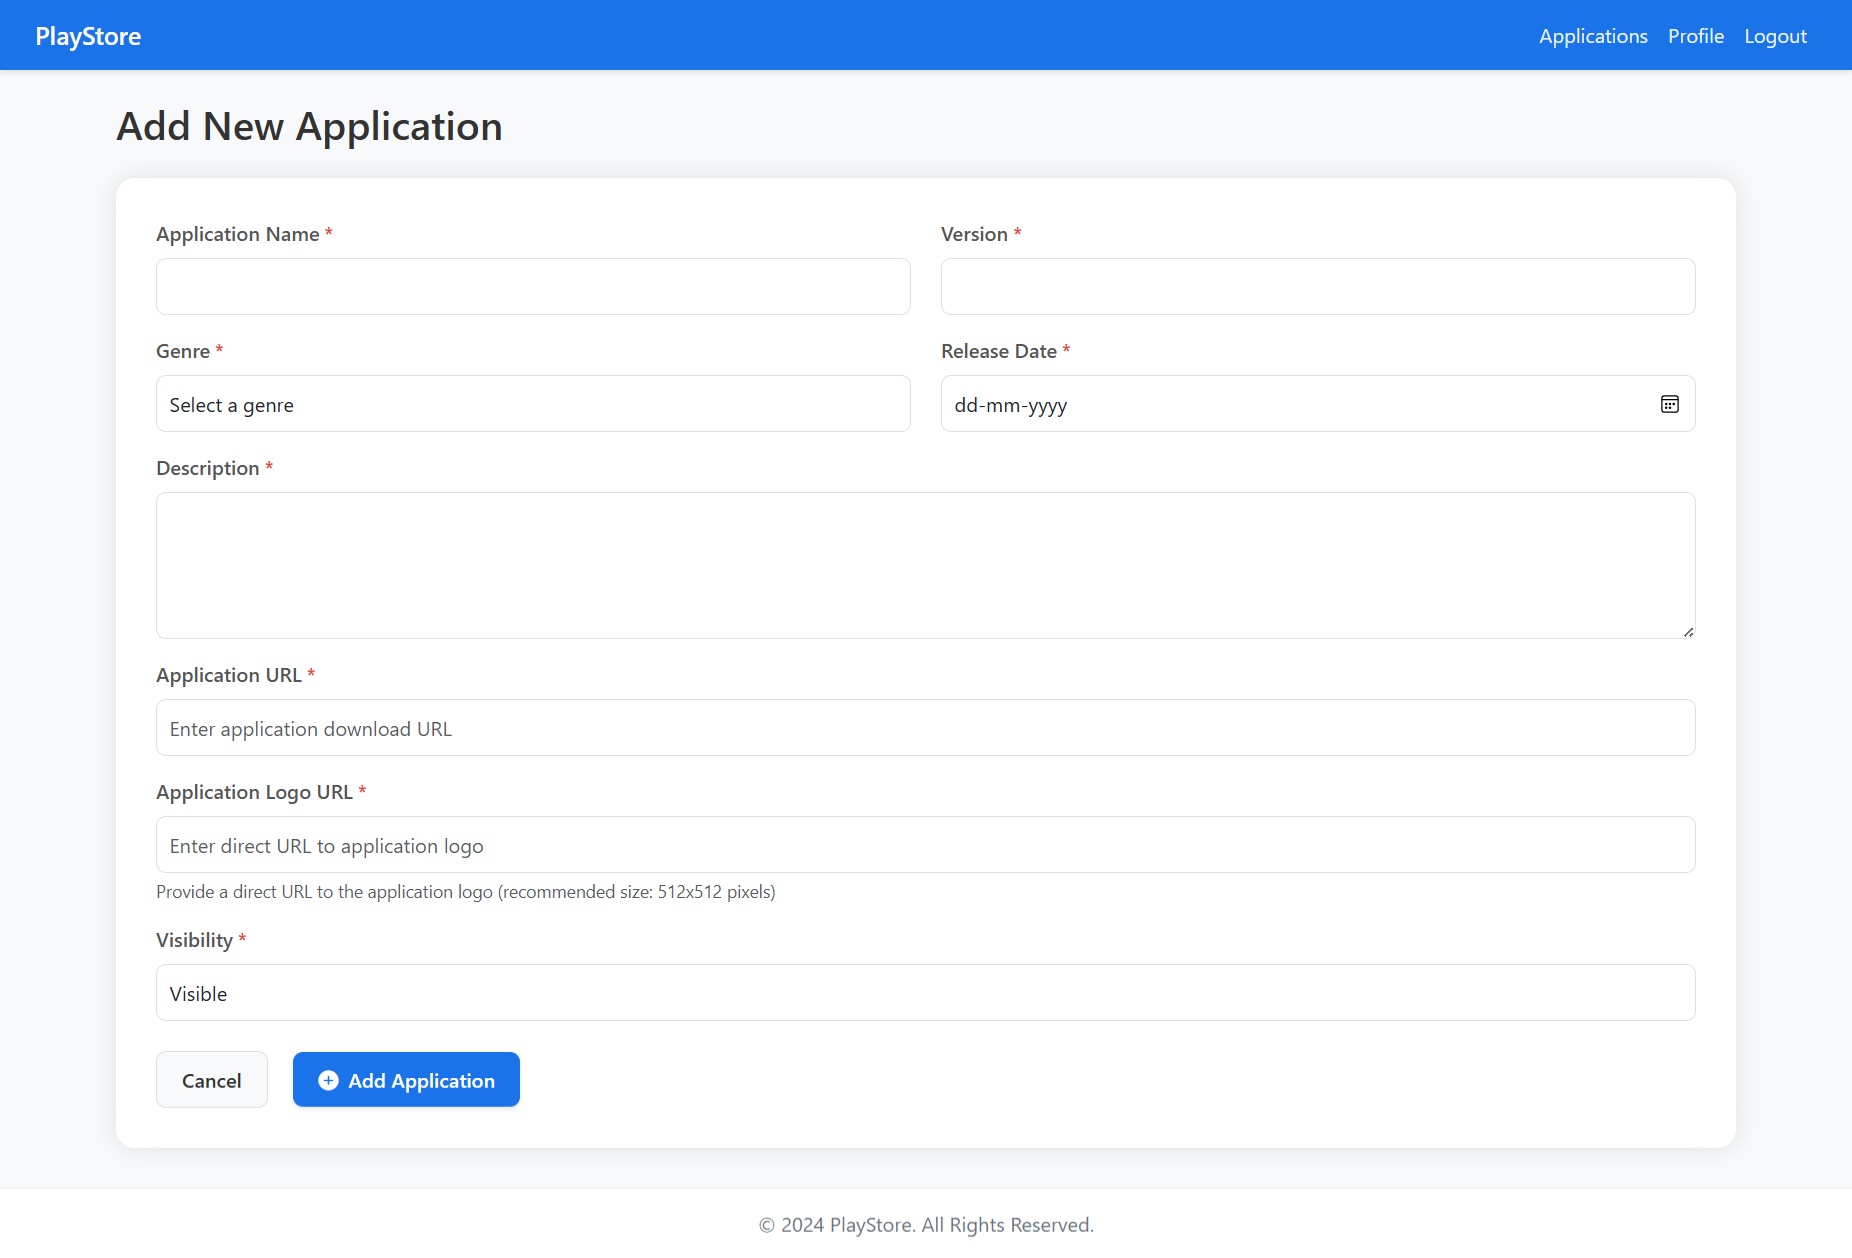 PlayStore
Applications Profile Logout
Add New Application
Application Name *
Version *
Genre *
Select a genre
Release Date *
dd-mm-yyyy
Description *
Application URL *
Enter application download URL
Application Logo URL *
Enter direct URL to application logo
Provide a direct URL to the application logo (recommended size: 512x512 pixels)
Visibility *
Visible
Cancel
Add Application
© 2024 PlayStore. All Rights Reserved.